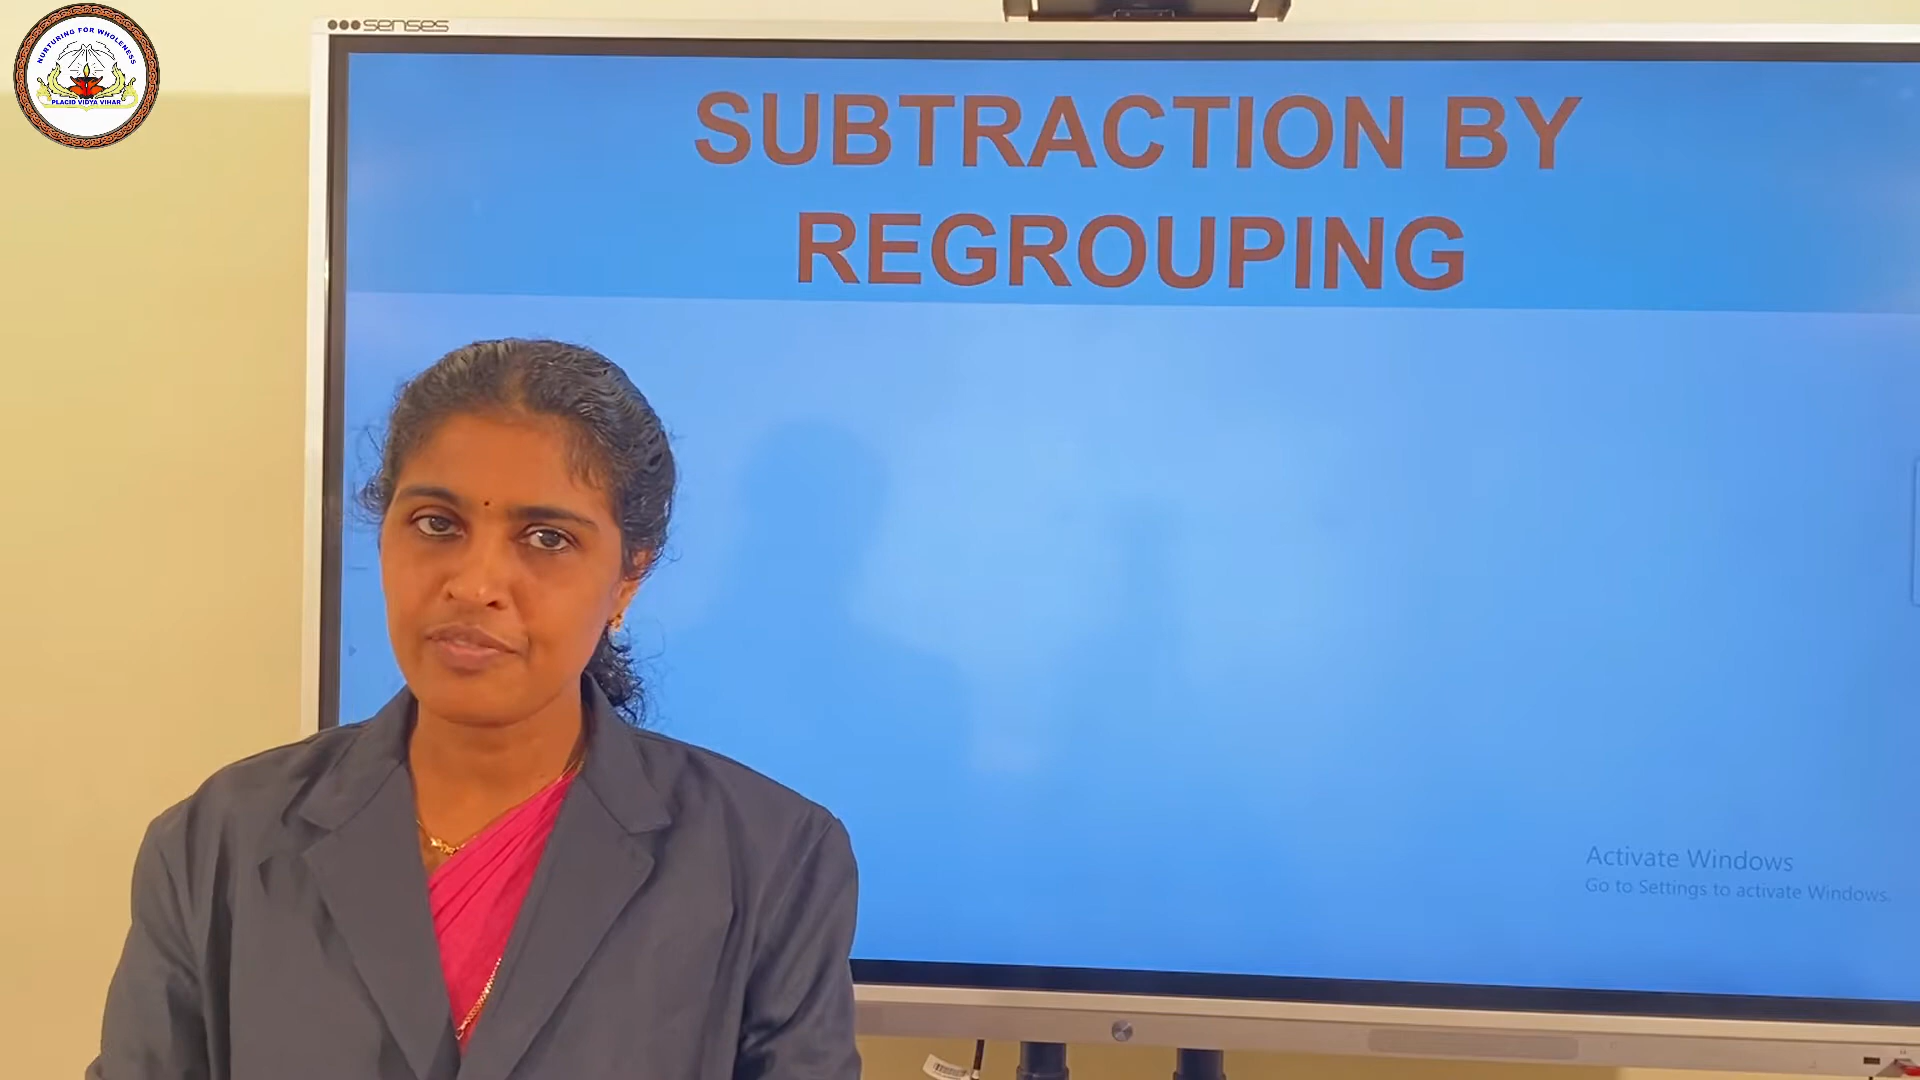 NURTURING FOR WHOLENESS
PLACID VIDYA VIHAR
senses
SUBTRACTION BY
REGROUPING
Activate Windows
Go to Settings to activate Windows.